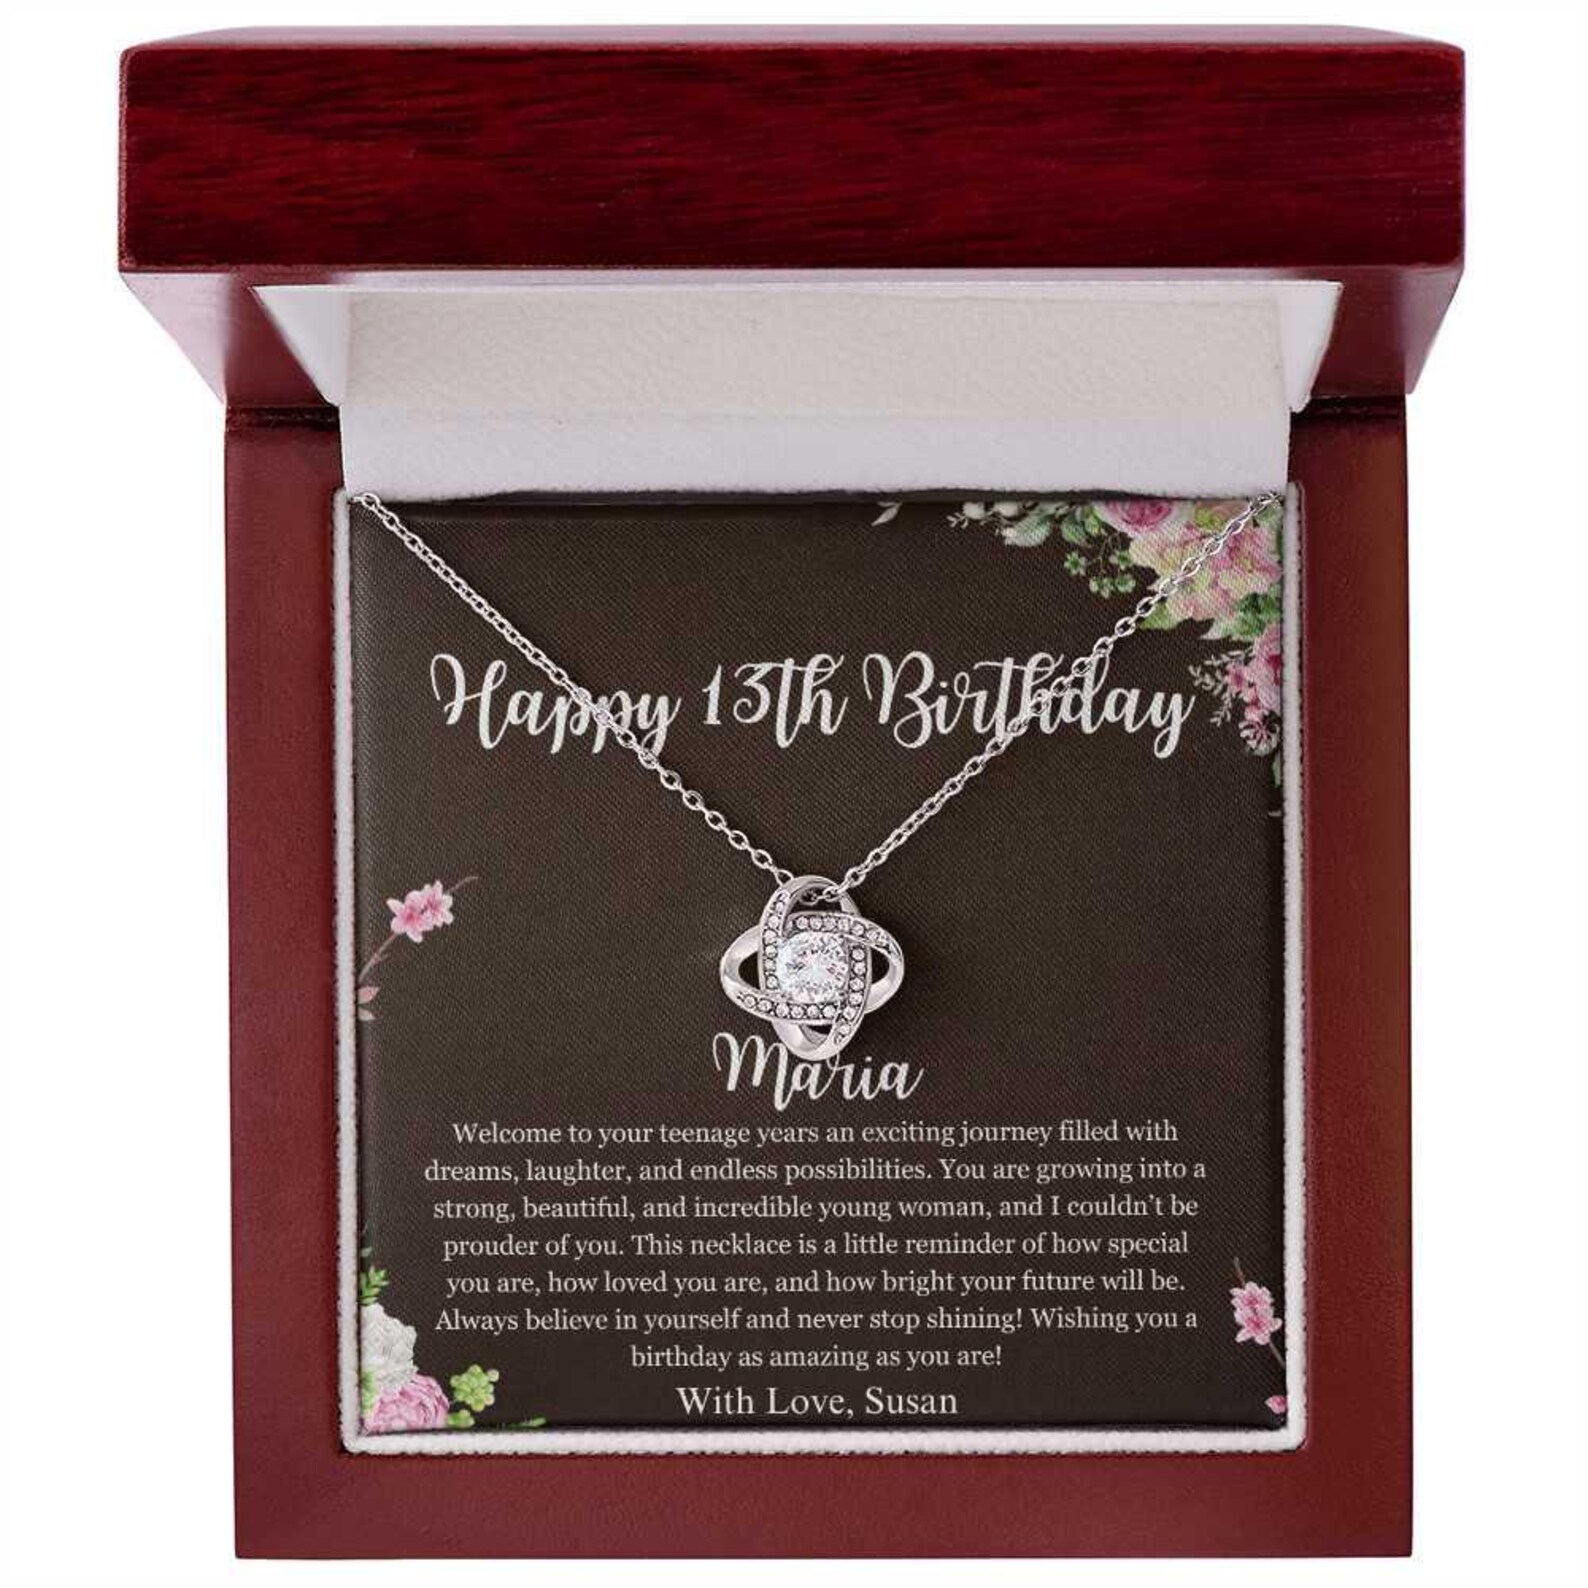 Happy 13th Birthday
Maria
Welcome to your teenage years an exciting journey filled with
dreams, laughter, and endless possibilities. You are growing into a
strong, beautiful, and incredible young woman, and I couldn't be
prouder of you. This necklace is a little reminder of how special
you are, how loved you are, and how bright your future will be.
Always believe in yourself and never stop shining! Wishing you a
birthday as amazing as you are!
With Love, Susan